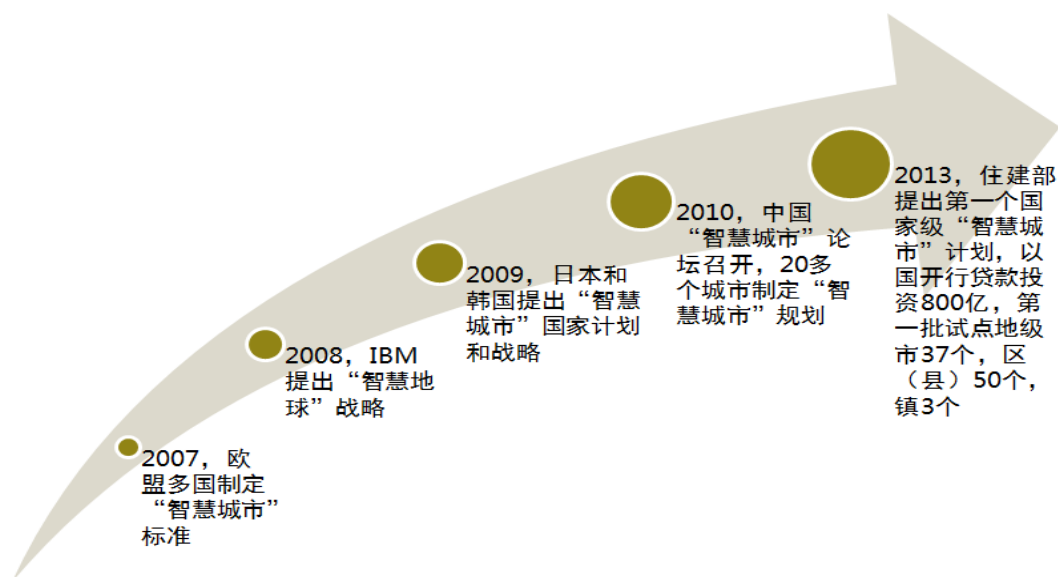 2007，欧
盟多国制定
“智慧城市”
标准
2008，IBM
提出“智慧地
球”战略
2009，日本和
韩国提出“智慧
城市”国家计划
和战略
2010，中国
“智慧城市”论
坛召开，20多
个城市制定“智
慧城市”规划
2013，住建部
提出第一个国
家级“智慧城
市”计划，以
国开行贷款投
资800亿，第
一批试点地级
市37个，区
（县）50个，
镇3个